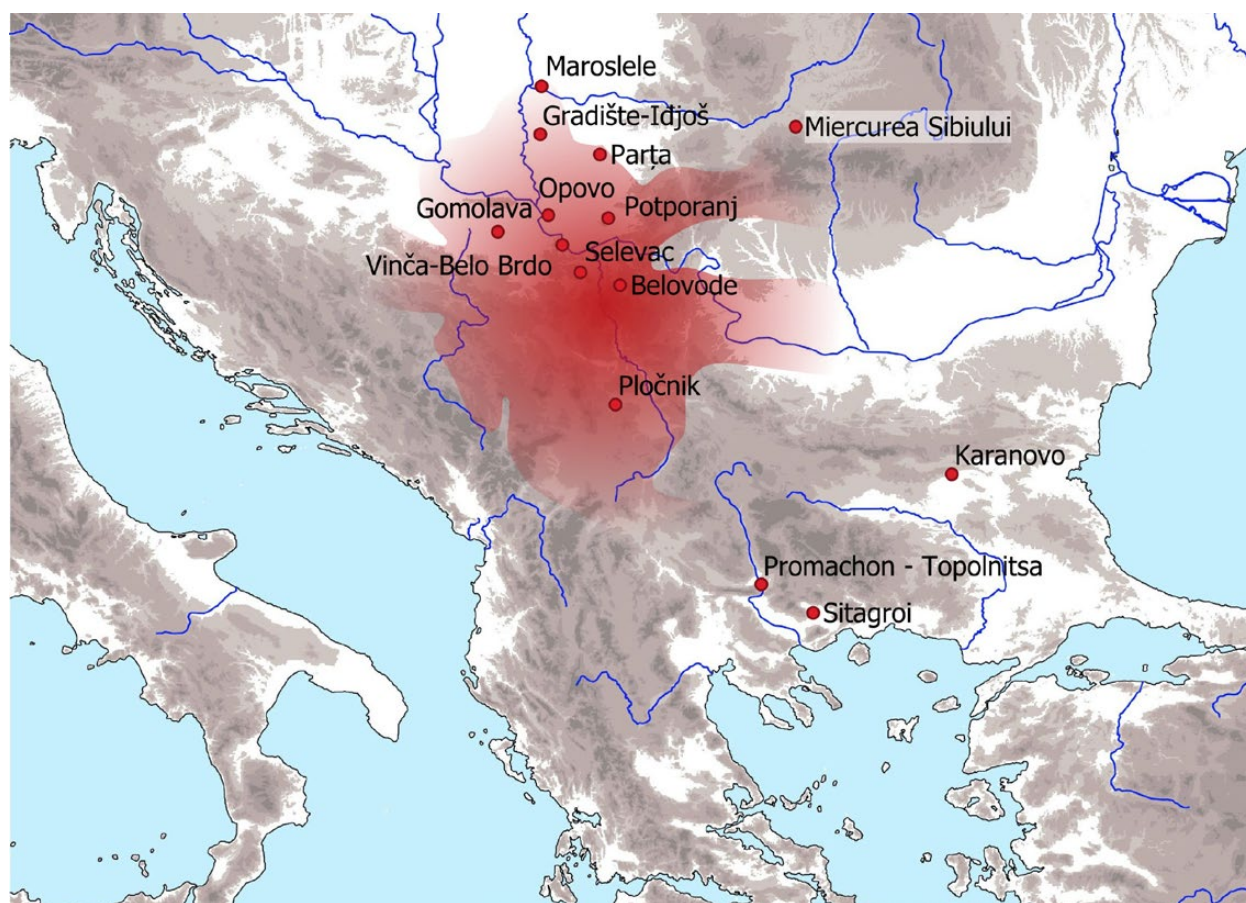 Maroslele
Gradište-Idjoš
Miercurea Sibiului
Parța
Opovo
Gomolava
Potporanj
Selevac
Vinča-Belo Brdo
Belovode
Pločnik
Karanovo
Promachon - Topolnitsa
Sitagroi